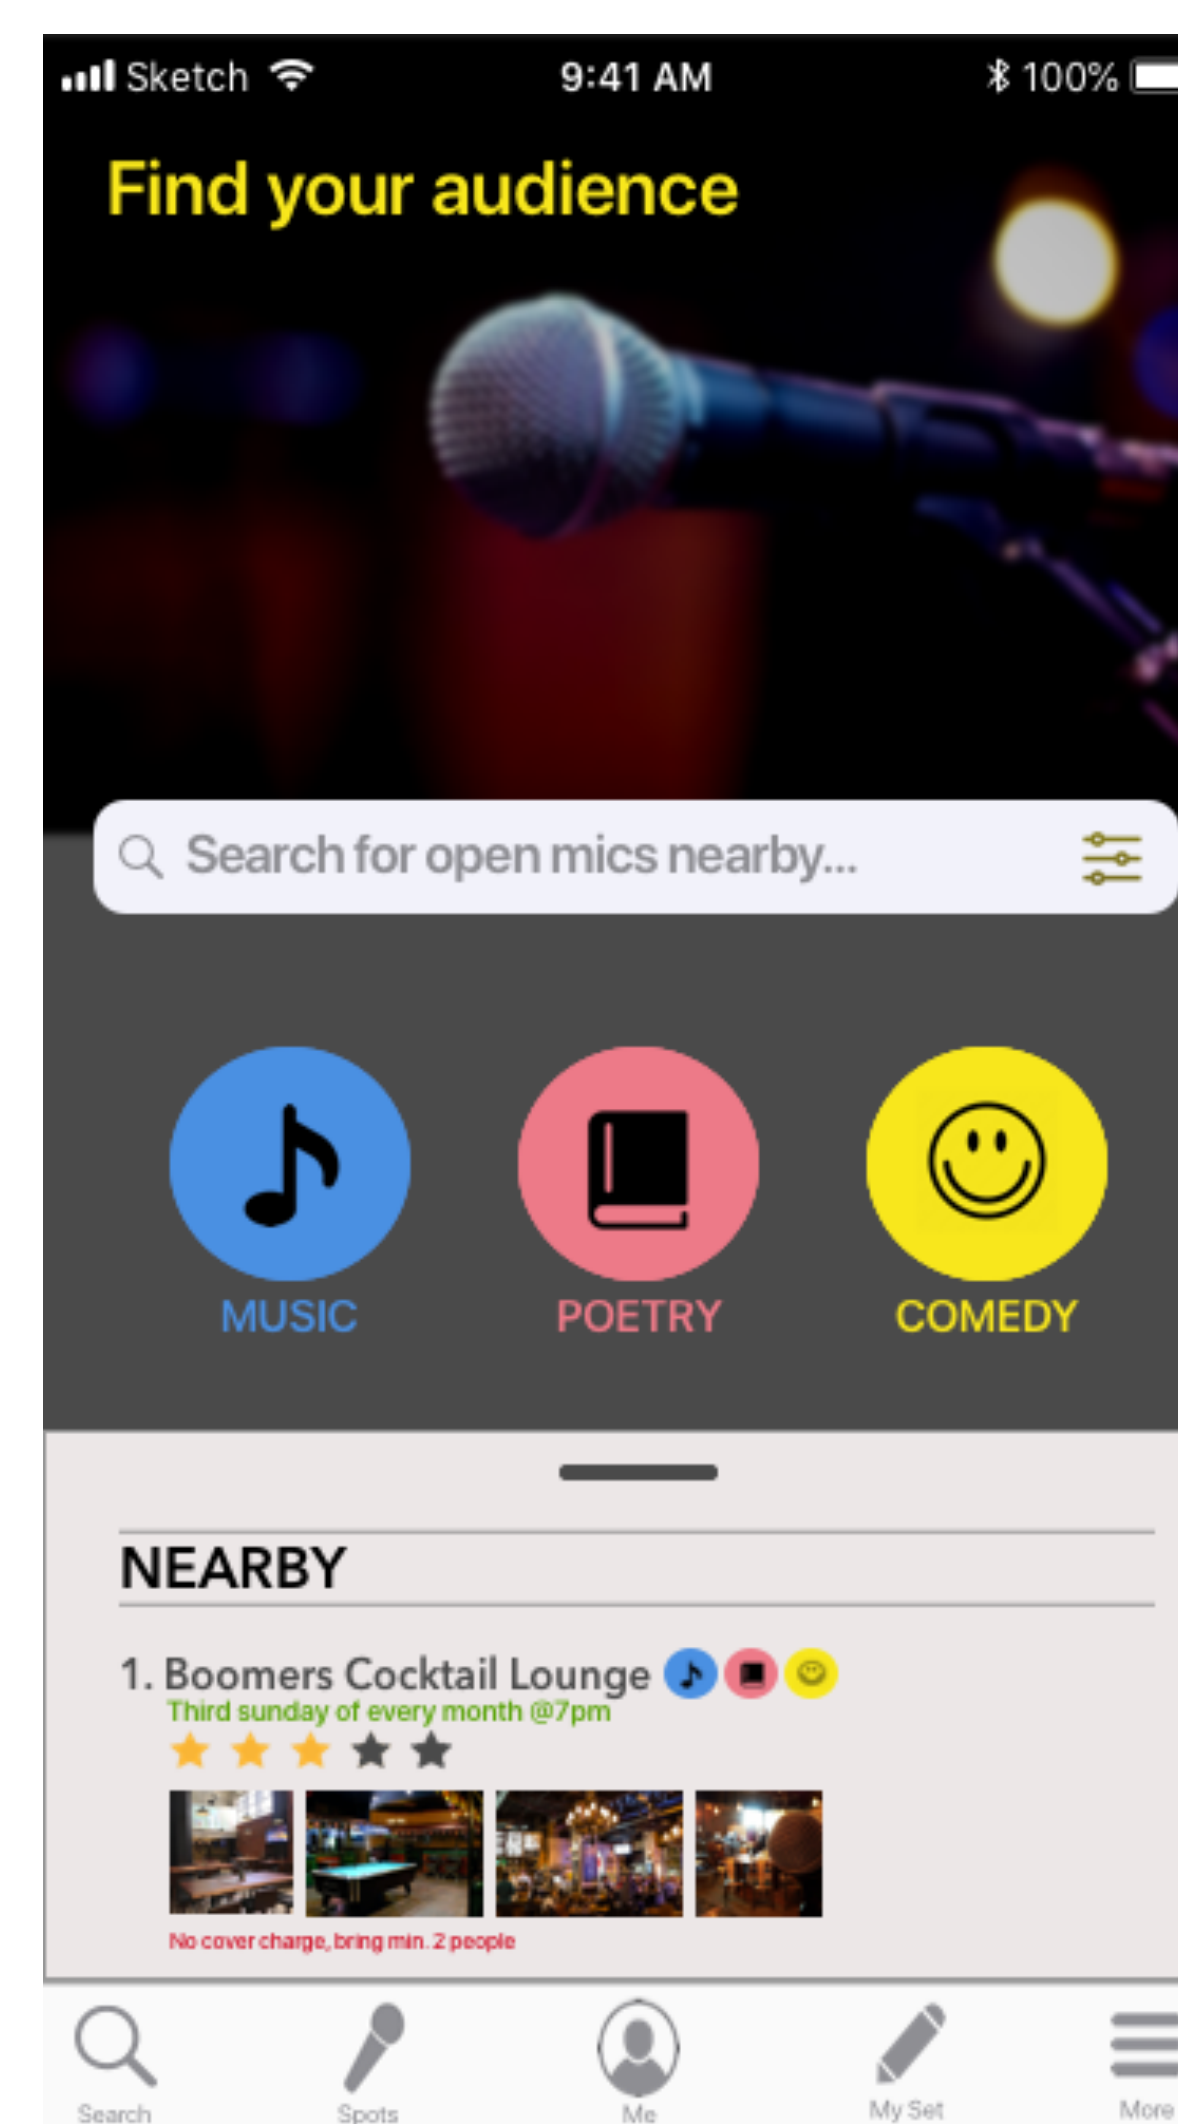 Sketch 9:41 AM 100%
Find your audience
Search for open mics nearby...
MUSIC POETRY COMEDY
NEARBY
1. Boomers Cocktail Lounge
Third sunday of every month @7pm
No cover charge, bring min. 2 people
Search Spots Me My Set More